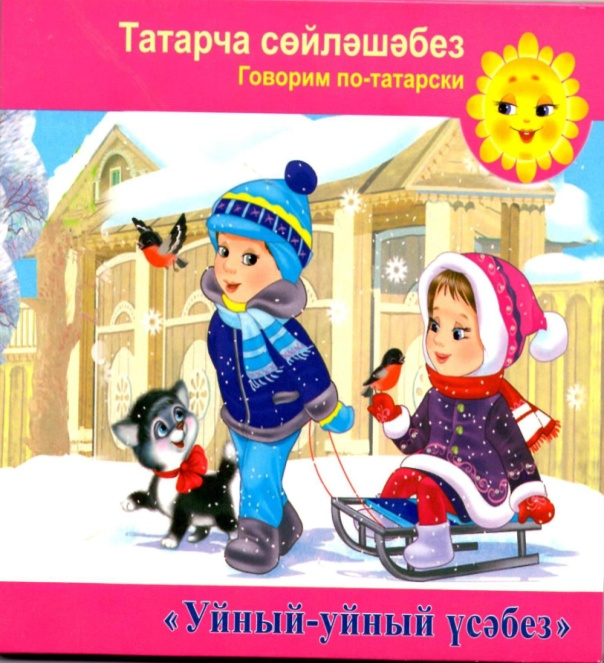 Татарча сөйләшәбез
Говорим по-татарски
«Уйный-уйный үсәбез»